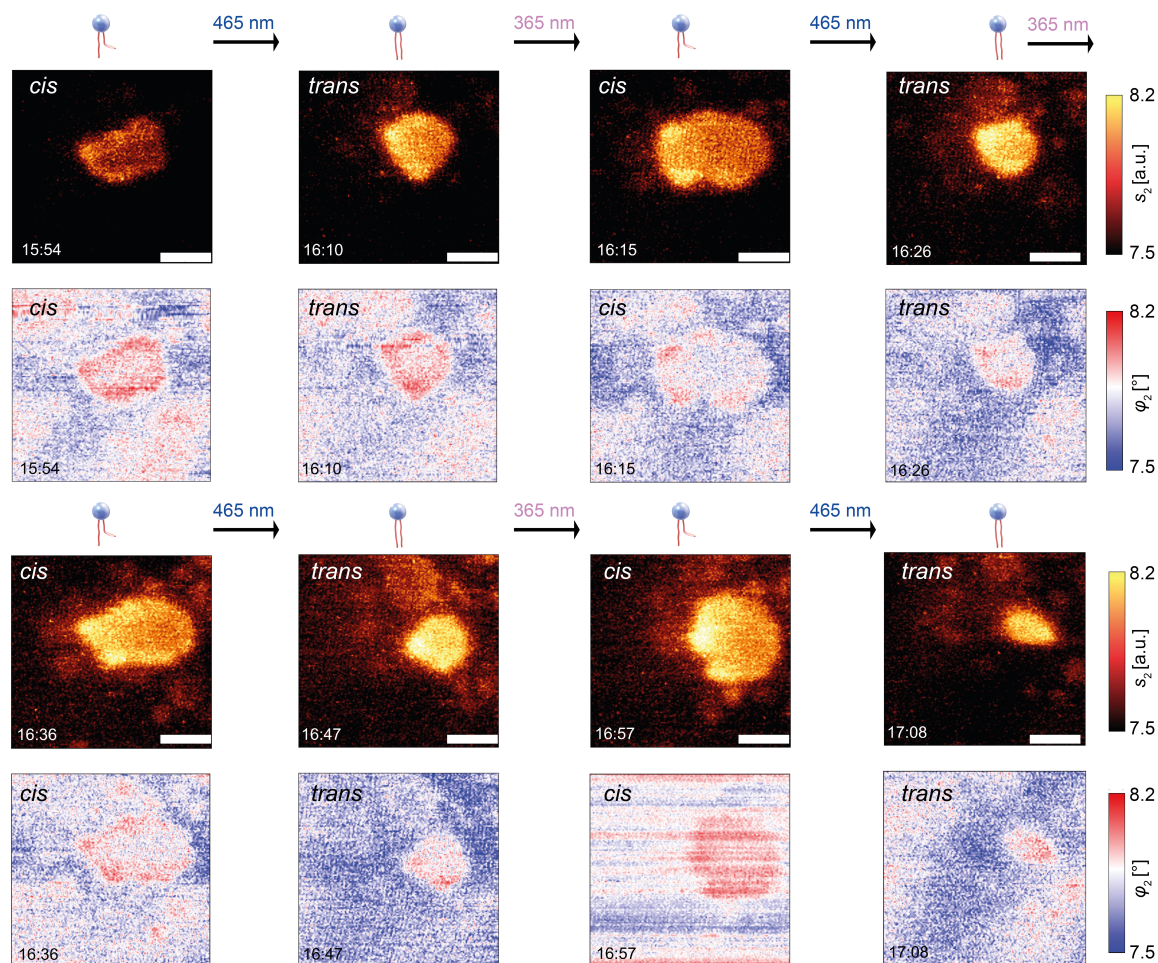 465 nm 365 nm 465 nm 365 nm
cis trans cis trans
8.2
s2 [a.u.]
7.5
15:54 16:10 16:15 16:26
cis trans cis trans
8.2
φ2 [°]
7.5
15:54 16:10 16:15 16:26
465 nm 365 nm 465 nm
cis trans cis trans
8.2
s2 [a.u.]
7.5
16:36 16:47 16:57 17:08
cis trans cis trans
8.2
φ2 [°]
7.5
16:36 16:47 16:57 17:08